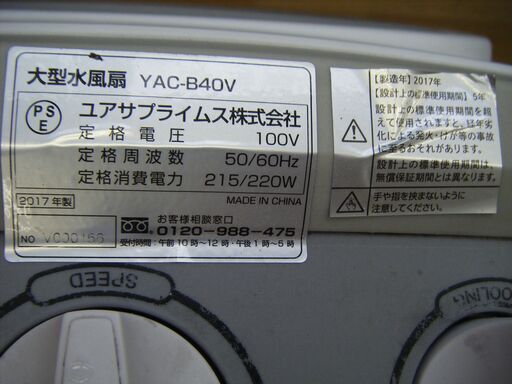 大型水風扇 YAC-B40V
PS
E
ユアサプライムス株式会社
定格電圧 100V
定格周波数 50/60Hz
定格消費電力 215/220W
MADE IN CHINA
2017年製
お客様相談窓口
0120-988-475
受付時間:午前10時~12時・午後1時~5時
NO V000166
【製造年】2017年
【設計上の標準使用期間】5年
設計上の標準使用期間を超
えて使用されますと、経年劣
化による発火・けが等の事故
に至るおそれがあります。
設計上の標準使用期間は、
無償保証期間とは異なります。
手や指を挟まないように
注意してください。
SPEED
OOLING